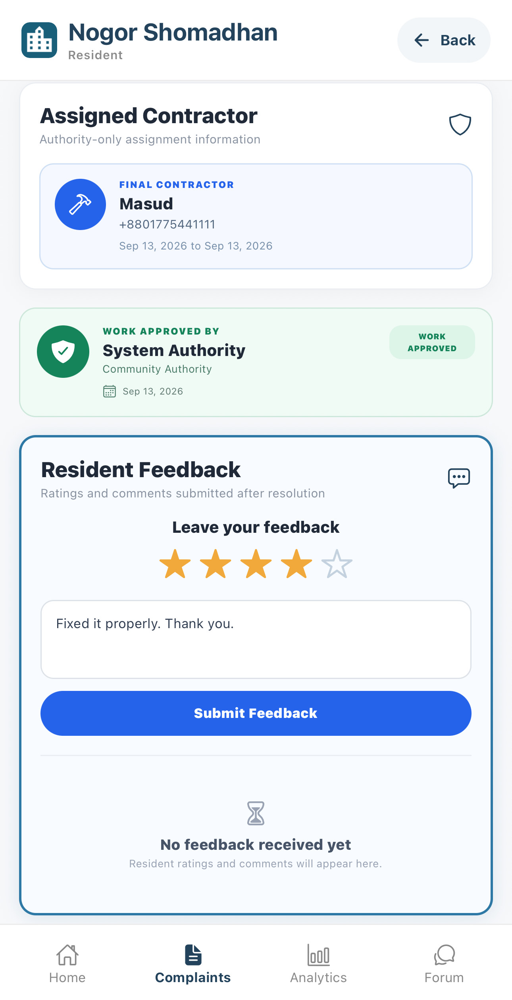 Nogor Shomadhan
Resident
Back
Assigned Contractor
Authority-only assignment information
FINAL CONTRACTOR
Masud
+8801775441111
Sep 13, 2026 to Sep 13, 2026
WORK APPROVED BY
System Authority
Community Authority
Sep 13, 2026
WORK
APPROVED
Resident Feedback
Ratings and comments submitted after resolution
Leave your feedback
Fixed it properly. Thank you.
Submit Feedback
No feedback received yet
Resident ratings and comments will appear here.
Home
Complaints
Analytics
Forum